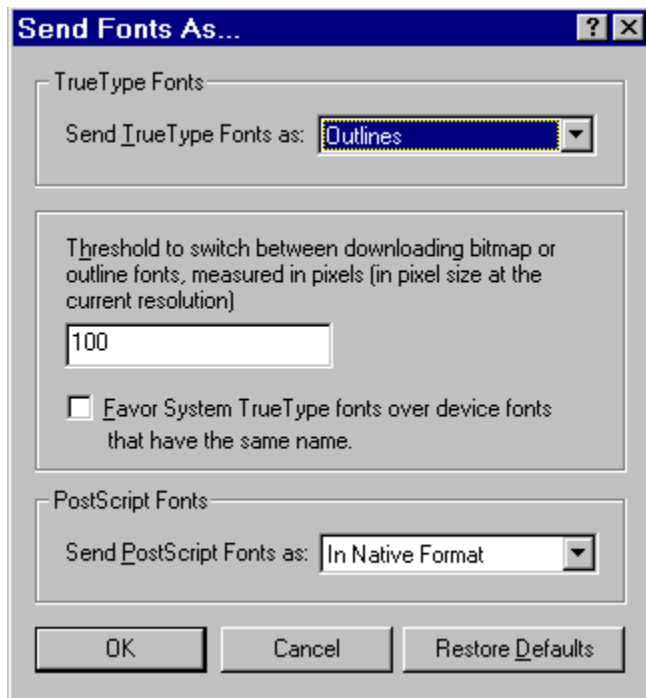 Send Fonts As...
TrueType Fonts
Send TrueType Fonts as: Outlines
Threshold to switch between downloading bitmap or
outline fonts, measured in pixels (in pixel size at the
current resolution)
100
Favor System TrueType fonts over device fonts
that have the same name.
PostScript Fonts
Send PostScript Fonts as: In Native Format
OK Cancel Restore Defaults